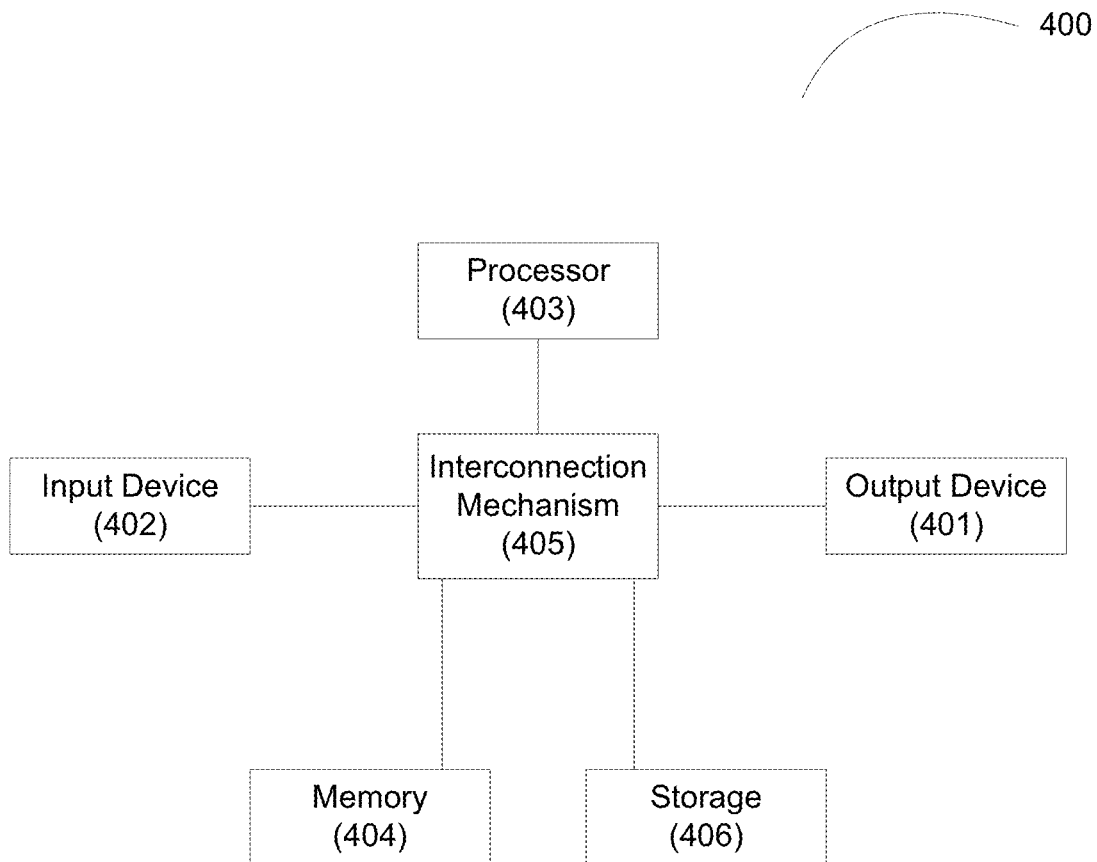 400
Processor
(403)
Input Device
(402)
Interconnection
Mechanism
(405)
Output Device
(401)
Memory
(404)
Storage
(406)